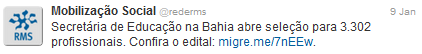 Mobilização Social @rederms 9 Jan
Secretária de Educação na Bahia abre seleção para 3.302
profissionais. Confira o edital: migre.me/7nEEw.
RMS